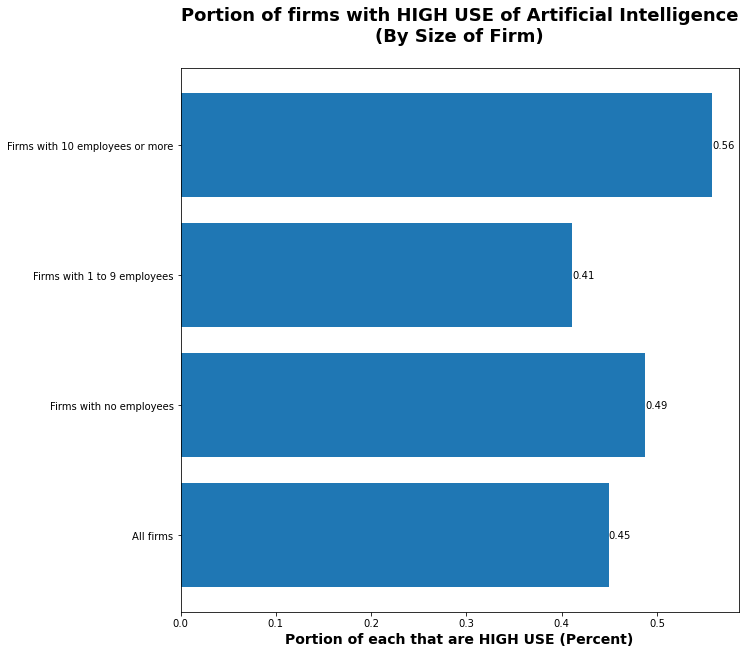 Portion of firms with HIGH USE of Artificial Intelligence
(By Size of Firm)
Firms with 10 employees or more
0.56
Firms with 1 to 9 employees
0.41
Firms with no employees
0.49
All firms
0.45
0.0 0.1 0.2 0.3 0.4 0.5
Portion of each that are HIGH USE (Percent)